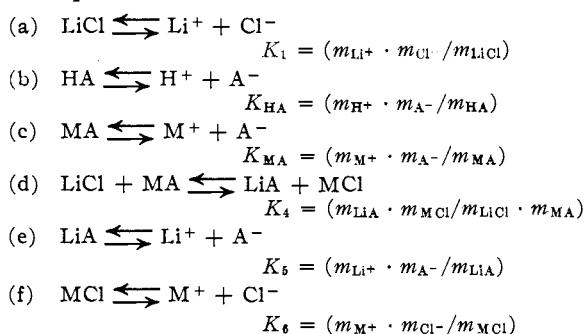 (a) LiCl ⇌ Li⁺ + Cl⁻
K₁ = (m_Li⁺ · m_Cl⁻/m_LiCl)
(b) HA ⇌ H⁺ + A⁻
K_HA = (m_H⁺ · m_A⁻/m_HA)
(c) MA ⇌ M⁺ + A⁻
K_MA = (m_M⁺ · m_A⁻/m_MA)
(d) LiCl + MA ⇌ LiA + MCl
K₄ = (m_LiA · m_MCl/m_LiCl · m_MA)
(e) LiA ⇌ Li⁺ + A⁻
K₅ = (m_Li⁺ · m_A⁻/m_LiA)
(f) MCl ⇌ M⁺ + Cl⁻
K₆ = (m_M⁺ · m_Cl⁻/m_MCl)